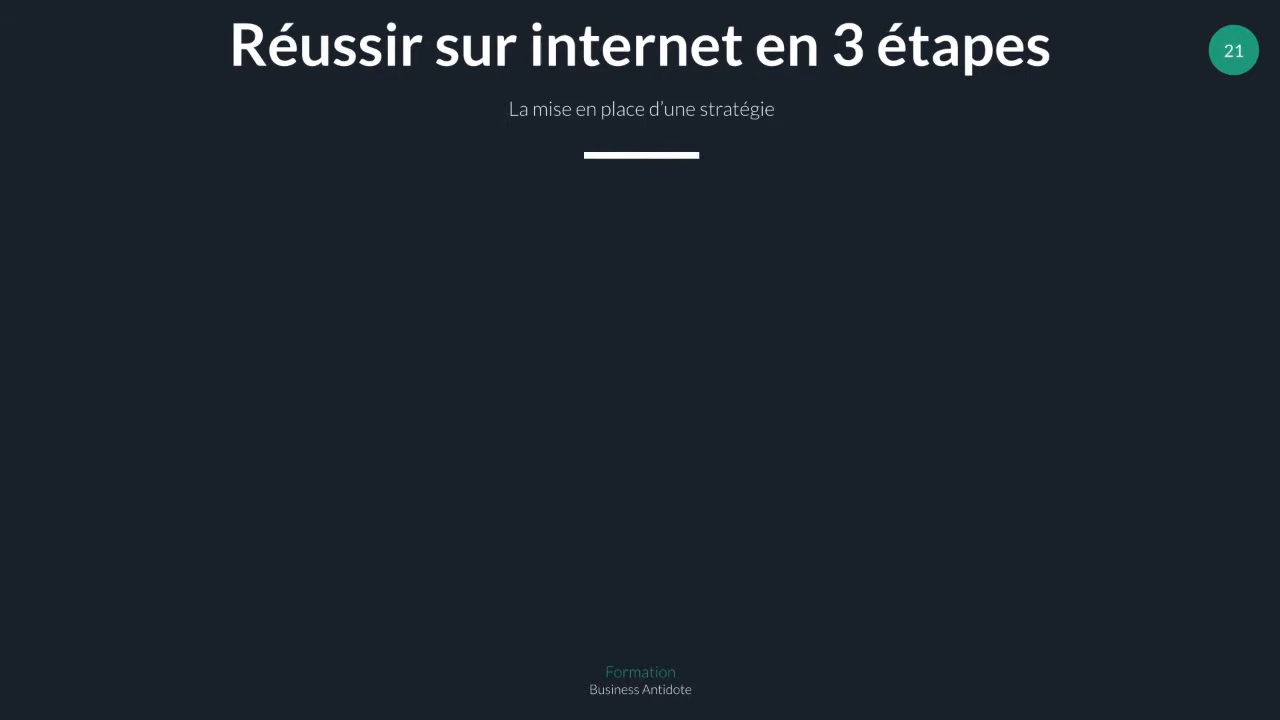 Réussir sur internet en 3 étapes
21
La mise en place d’une stratégie
Formation
Business Antidote